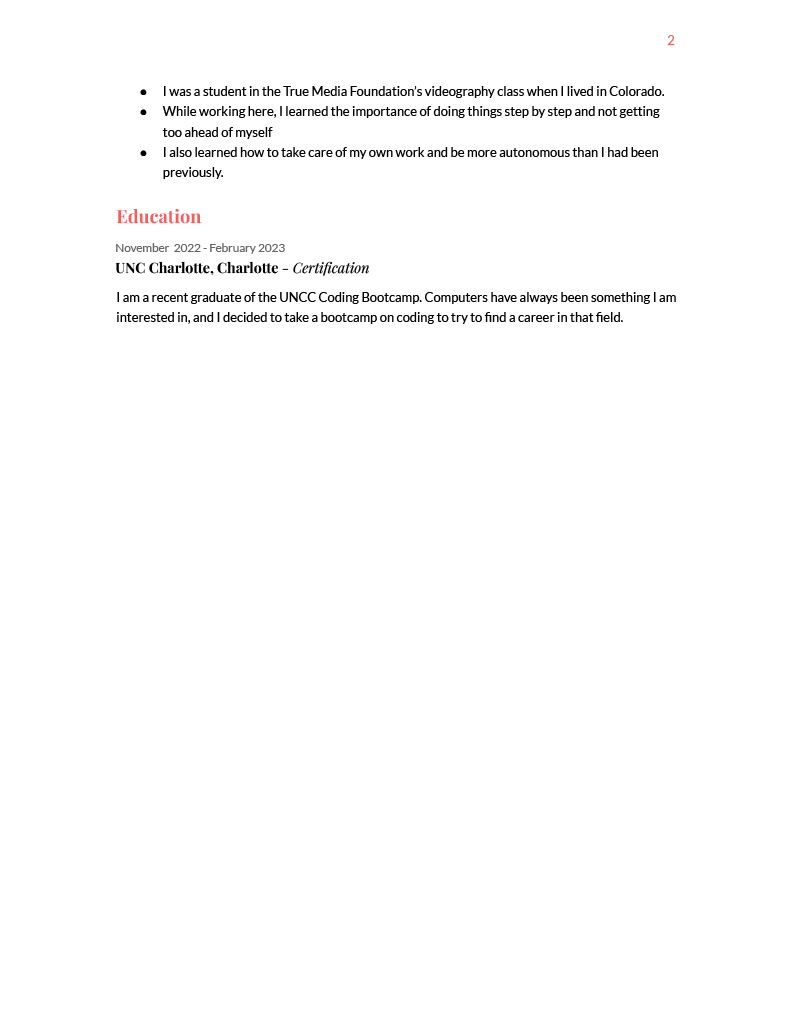 2
● I was a student in the True Media Foundation's videography class when I lived in Colorado.
● While working here, I learned the importance of doing things step by step and not getting
too ahead of myself
● I also learned how to take care of my own work and be more autonomous than I had been
previously.
Education
November  2022 - February 2023
UNC Charlotte, Charlotte – Certification
I am a recent graduate of the UNCC Coding Bootcamp. Computers have always been something I am
interested in, and I decided to take a bootcamp on coding to try to find a career in that field.